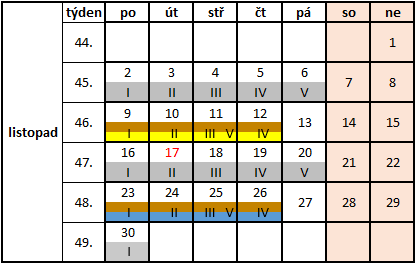 týden po út stř čt pá so ne
44. 1
45. 2 3 4 5 6 7 8
I II III IV V
46. 9 10 11 12 13 14 15
I II III V IV
listopad
47. 16 17 18 19 20 21 22
I II III IV V
48. 23 24 25 26 27 28 29
I II III V IV
49. 30
I